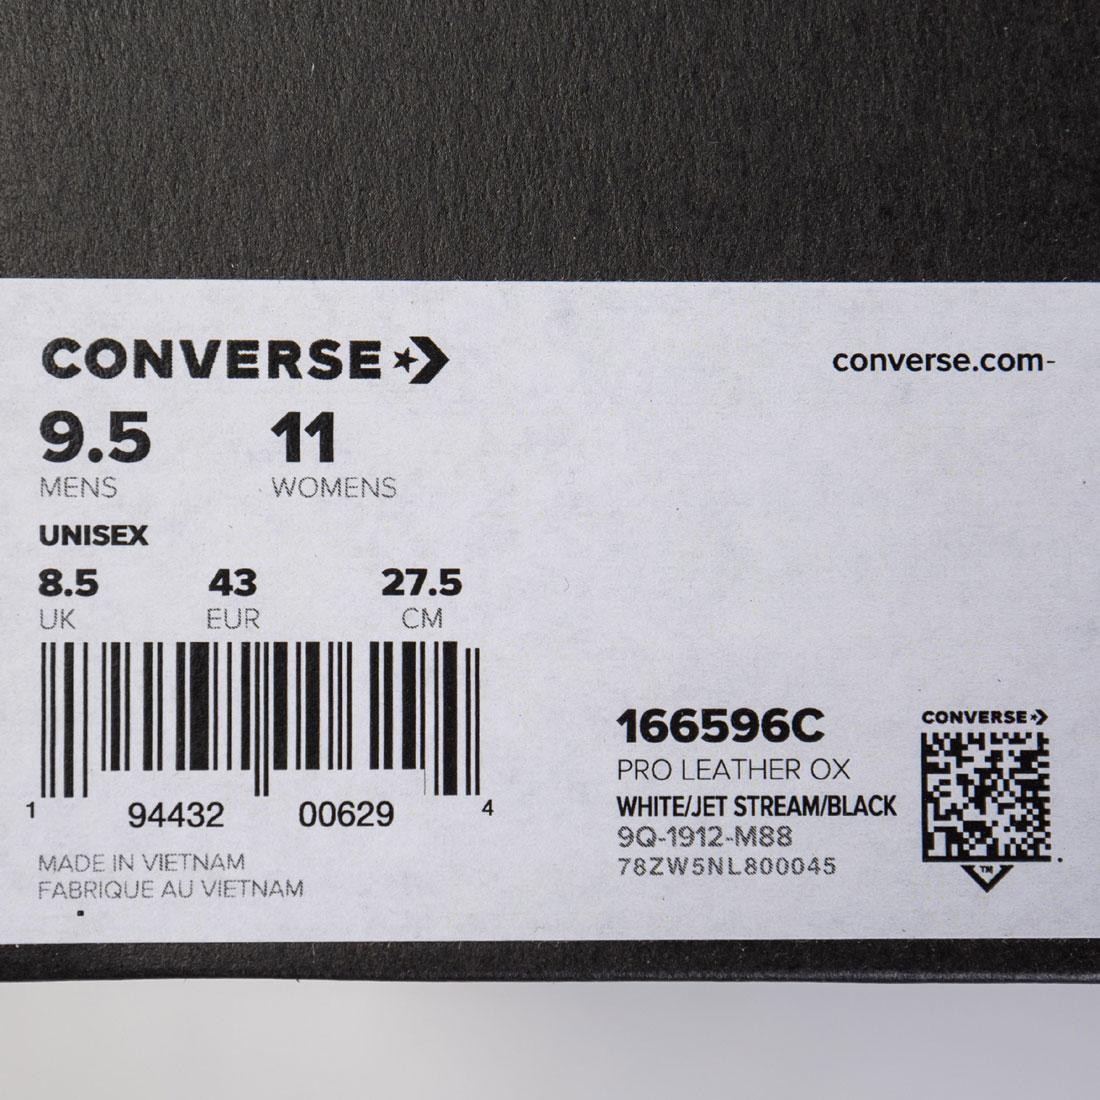 CONVERSE
converse.com-
9.5 11
MENS WOMENS
UNISEX
8.5 43 27.5
UK EUR CM
1 94432 00629 4
MADE IN VIETNAM
FABRIQUE AU VIETNAM
166596C
PRO LEATHER OX
WHITE/JET STREAM/BLACK
9Q-1912-M88
78ZW5NL800045
CONVERSE
TM